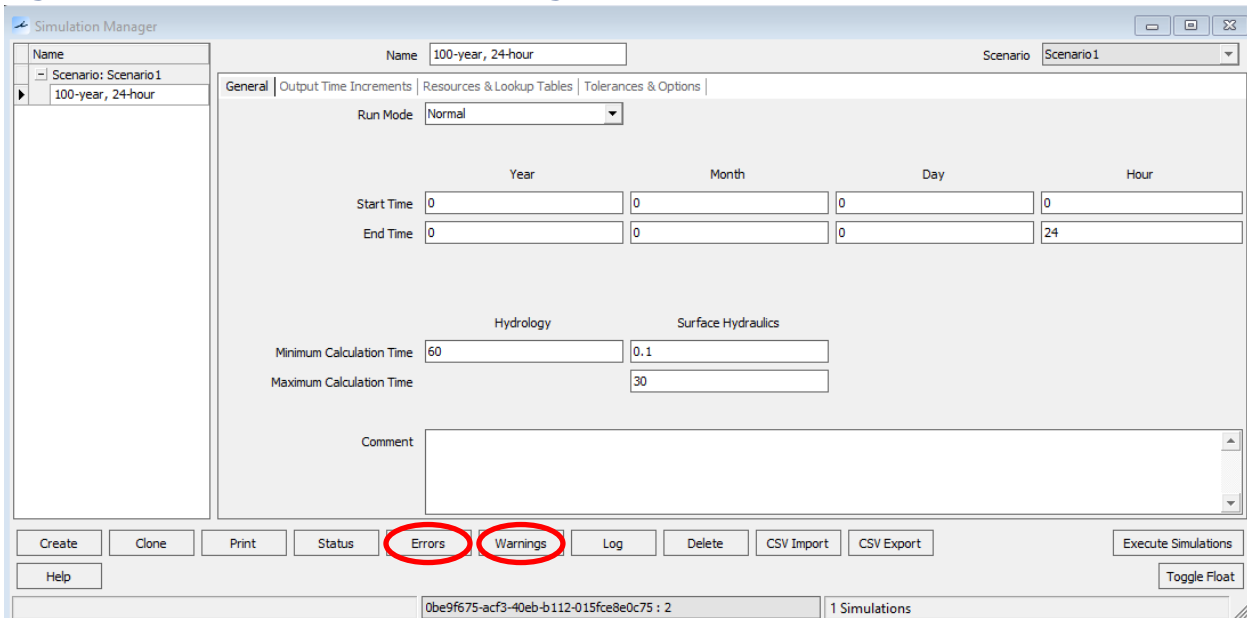 Simulation Manager
Name
Scenario: Scenario1
100-year, 24-hour
Name 100-year, 24-hour Scenario Scenario1
General Output Time Increments Resources & Lookup Tables Tolerances & Options
Run Mode Normal
Year Month Day Hour
Start Time 0 0 0 0
End Time 0 0 0 24
Hydrology Surface Hydraulics
Minimum Calculation Time 60 0.1
Maximum Calculation Time 30
Comment
Create Clone Print Status Errors Warnings Log Delete CSV Import CSV Export Execute Simulations
Help Toggle Float
0be9f675-acf3-40eb-b112-015fce8e0c75 : 2 1 Simulations